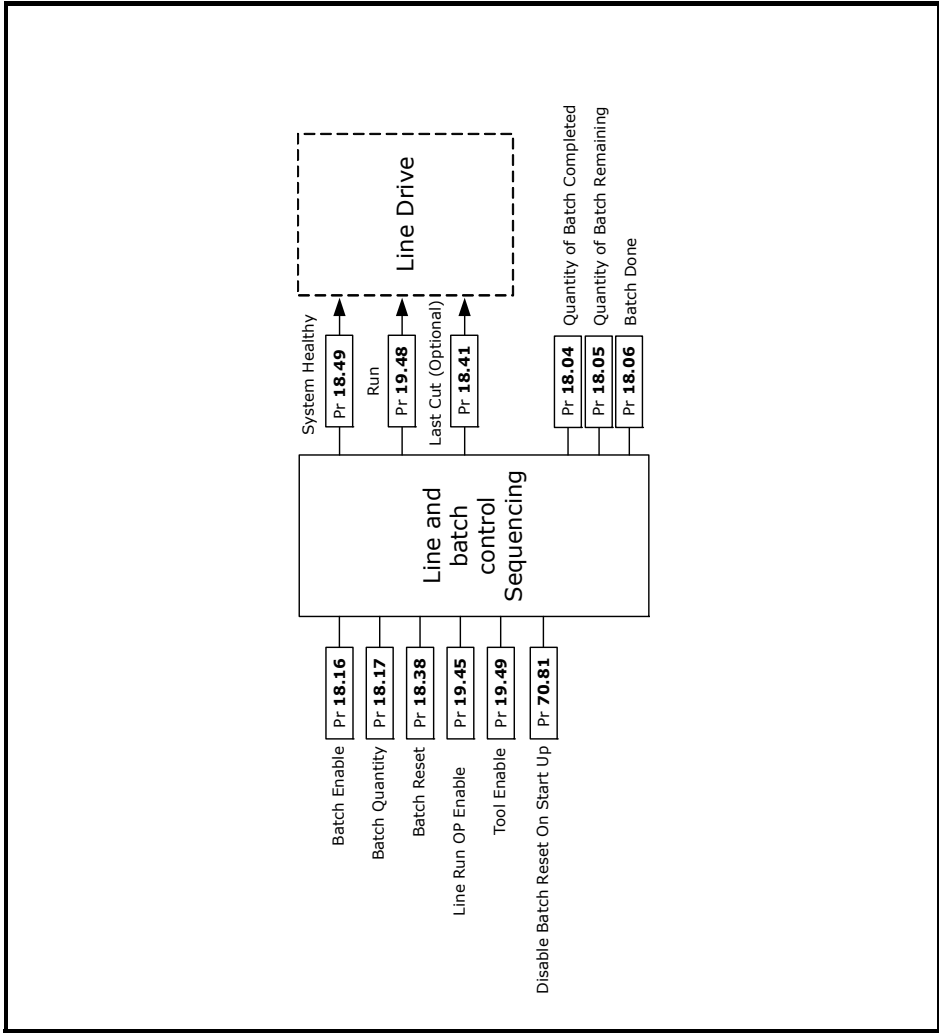 Batch Enable
Pr 18.16
Batch Quantity
Pr 18.17
Batch Reset
Pr 18.38
Line Run OP Enable
Pr 19.45
Tool Enable
Pr 19.49
Disable Batch Reset On Start Up
Pr 70.81
Line and
batch
control
Sequencing
System Healthy
Pr 18.49
Run
Pr 19.48
Last Cut (Optional)
Pr 18.41
Line Drive
Pr 18.04
Quantity of Batch Completed
Pr 18.05
Quantity of Batch Remaining
Pr 18.06
Batch Done